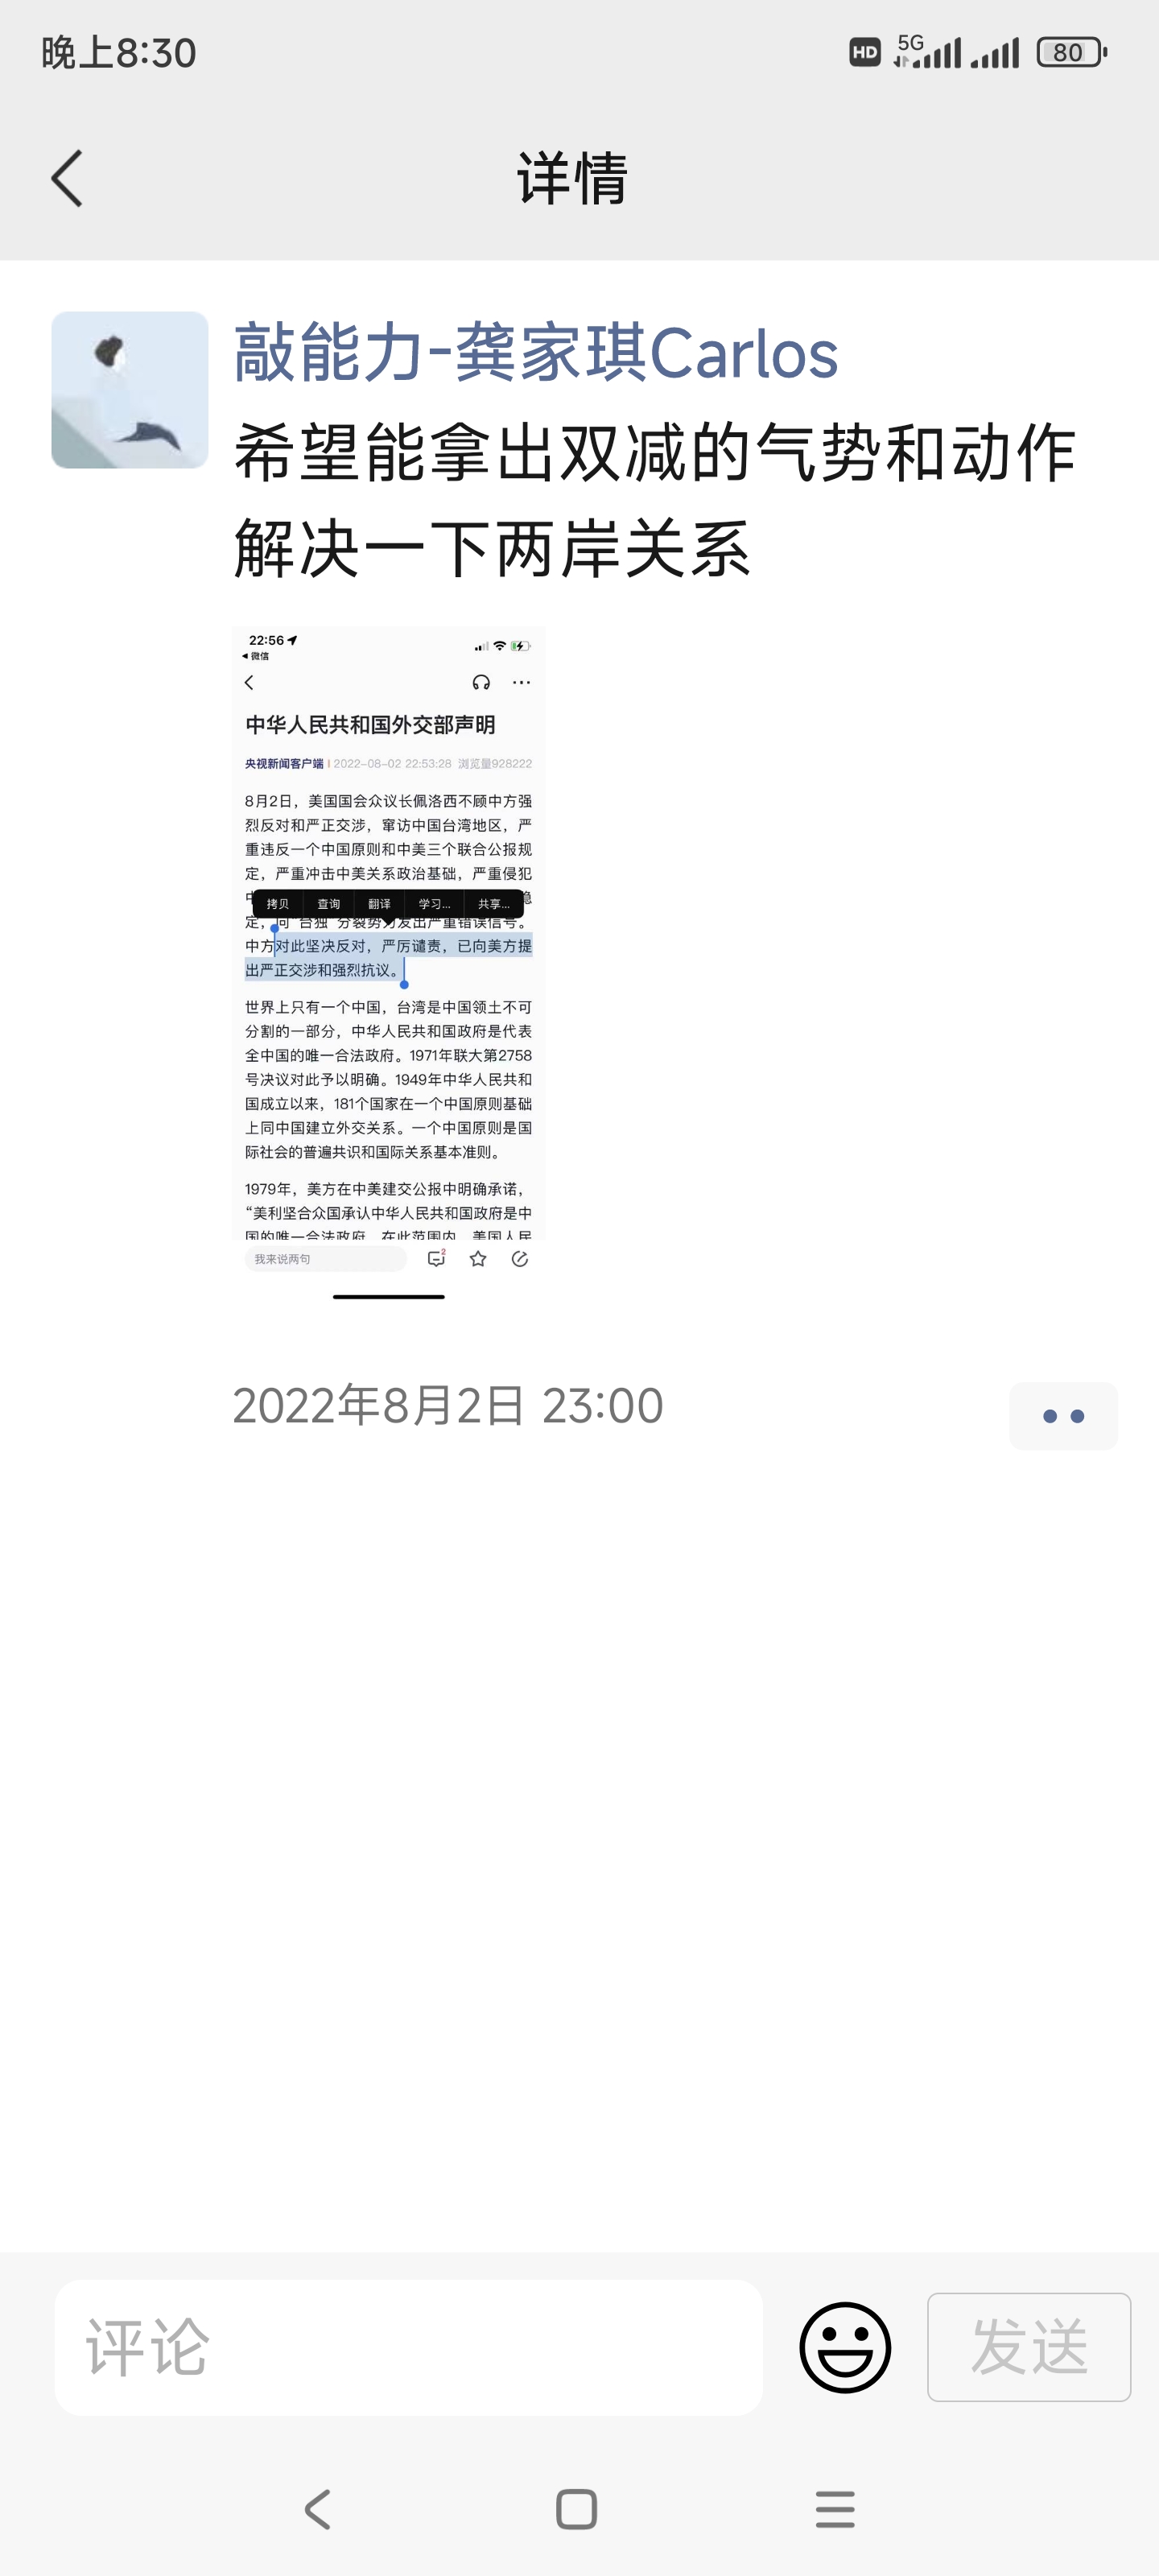 晚上8:30
HD 5G 80
详情
敲能力-龚家琪Carlos
希望能拿出双减的气势和动作
解决一下两岸关系
22:56
微信
中华人民共和国外交部声明
央视新闻客户端 2022-08-02 22:53:28 浏览量928222
8月2日，美国国会众议长佩洛西不顾中方强
烈反对和严正交涉，窜访中国台湾地区，严
重违反一个中国原则和中美三个联合公报规
定，严重冲击中美关系政治基础，严重侵犯
拷贝 查询 翻译 学习... 共享...
定，向“台独”分裂势力发出严重错误信号。
中方对此坚决反对，严厉谴责，已向美方提
出严正交涉和强烈抗议。
世界上只有一个中国，台湾是中国领土不可
分割的一部分，中华人民共和国政府是代表
全中国的唯一合法政府。1971年联大第2758
号决议对此予以明确。1949年中华人民共和
国成立以来，181个国家在一个中国原则基础
上同中国建立外交关系。一个中国原则是国
际社会的普遍共识和国际关系基本准则。
1979年，美方在中美建交公报中明确承诺，
“美利坚合众国承认中华人民共和国政府是中
国的唯一合法政府。在此范围内，美国人民
我来说两句 2
2022年8月2日 23:00
评论 发送